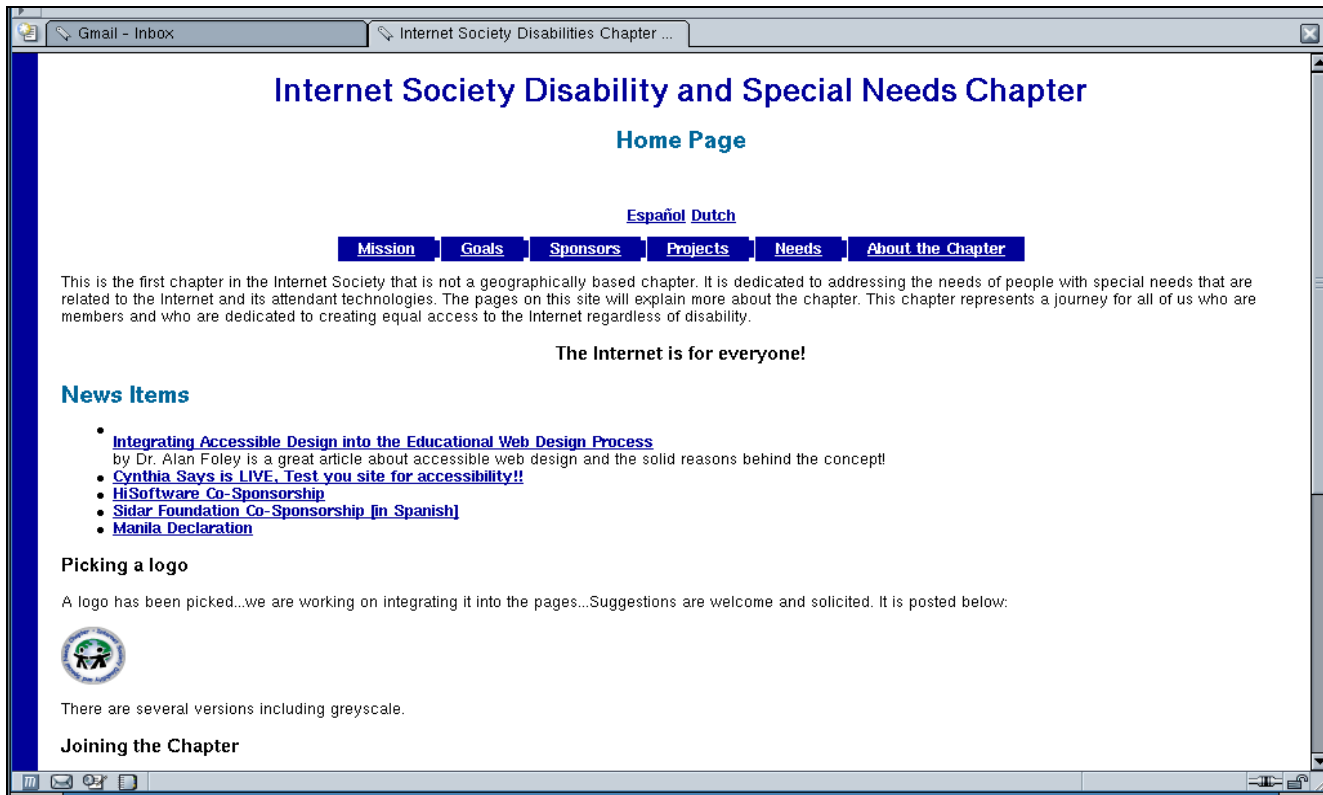 Gmail - Inbox
Internet Society Disabilities Chapter ...
Internet Society Disability and Special Needs Chapter
Home Page
Español Dutch
Mission Goals Sponsors Projects Needs About the Chapter
This is the first chapter in the Internet Society that is not a geographically based chapter. It is dedicated to addressing the needs of people with special needs that are
related to the Internet and its attendant technologies. The pages on this site will explain more about the chapter. This chapter represents a journey for all of us who are
members and who are dedicated to creating equal access to the Internet regardless of disability.
The Internet is for everyone!
News Items
Integrating Accessible Design into the Educational Web Design Process
by Dr. Alan Foley is a great article about accessible web design and the solid reasons behind the concept!
Cynthia Says is LIVE, Test you site for accessibility!!
HiSoftware Co-Sponsorship
Sidar Foundation Co-Sponsorship [in Spanish]
Manila Declaration
Picking a logo
A logo has been picked...we are working on integrating it into the pages...Suggestions are welcome and solicited. It is posted below:
There are several versions including greyscale.
Joining the Chapter